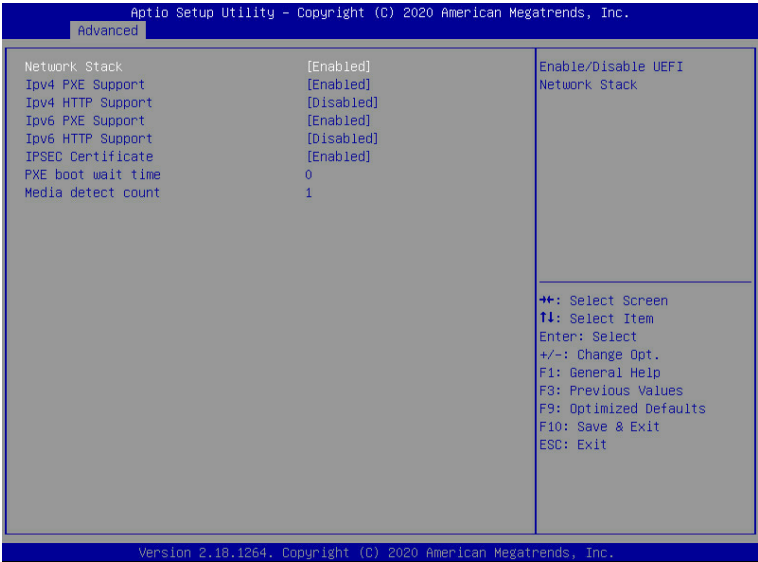 Aptio Setup Utility – Copyright (C) 2020 American Megatrends, Inc.
Advanced
Network Stack [Enabled]
Ipv4 PXE Support [Enabled]
Ipv4 HTTP Support [Disabled]
Ipv6 PXE Support [Enabled]
Ipv6 HTTP Support [Disabled]
IPSEC Certificate [Enabled]
PXE boot wait time 0
Media detect count 1
Enable/Disable UEFI
Network Stack
→←: Select Screen
↑↓: Select Item
Enter: Select
+/-: Change Opt.
F1: General Help
F3: Previous Values
F9: Optimized Defaults
F10: Save & Exit
ESC: Exit
Version 2.18.1264. Copyright (C) 2020 American Megatrends, Inc.